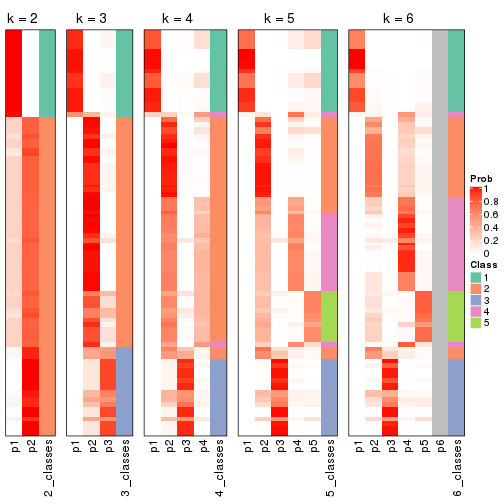 k = 2
k = 3
k = 4
k = 5
k = 6
p1
p2
2_classes
p1
p2
p3
3_classes
p1
p2
p3
p4
4_classes
p1
p2
p3
p4
p5
5_classes
p1
p2
p3
p4
p5
p6
6_classes
Prob
1
0.8
0.6
0.4
0.2
0
Class
1
2
3
4
5